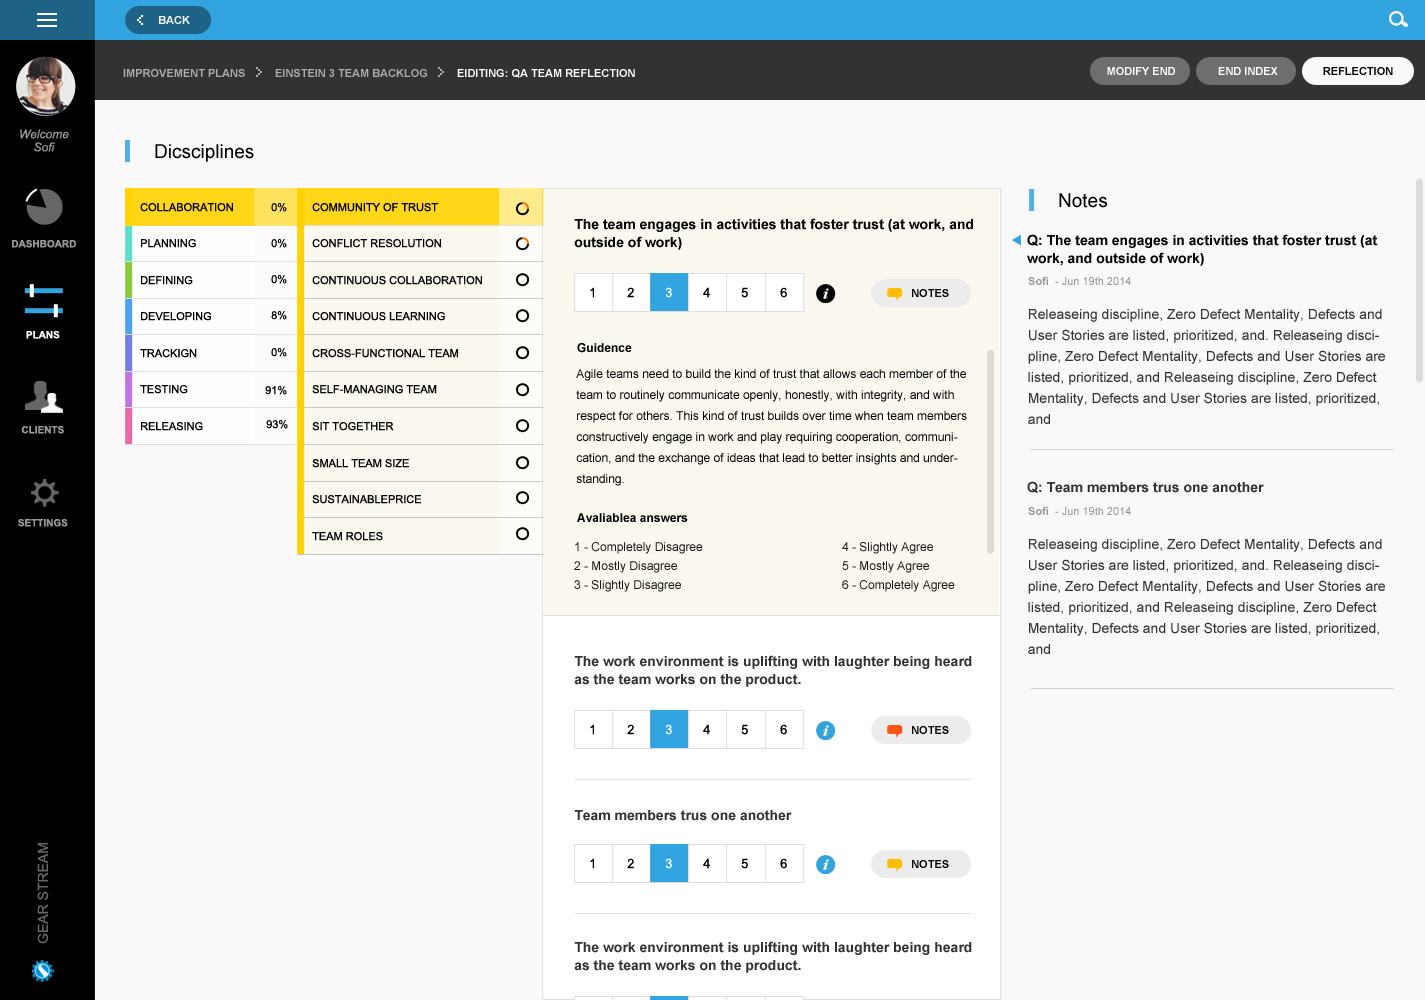 BACK
IMPROVEMENT PLANS
EINSTEIN 3 TEAM BACKLOG
EIDITING: QA TEAM REFLECTION
MODIFY END
END INDEX
REFLECTION
Welcome
Sofi
DASHBOARD
PLANS
CLIENTS
SETTINGS
GEAR STREAM
Dicsciplines
COLLABORATION 0%
PLANNING 0%
DEFINING 0%
DEVELOPING 8%
TRACKIGN 0%
TESTING 91%
RELEASING 93%
COMMUNITY OF TRUST
CONFLICT RESOLUTION
CONTINUOUS COLLABORATION
CONTINUOUS LEARNING
CROSS-FUNCTIONAL TEAM
SELF-MANAGING TEAM
SIT TOGETHER
SMALL TEAM SIZE
SUSTAINABLEPRICE
TEAM ROLES
The team engages in activities that foster trust (at work, and
outside of work)
1 2 3 4 5 6 i NOTES
Guidence
Agile teams need to build the kind of trust that allows each member of the
team to routinely communicate openly, honestly, with integrity, and with
respect for others. This kind of trust builds over time when team members
constructively engage in work and play requiring cooperation, communi-
cation, and the exchange of ideas that lead to better insights and under-
standing.
Avaliablea answers
1 - Completely Disagree
2 - Mostly Disagree
3 - Slightly Disagree
4 - Slightly Agree
5 - Mostly Agree
6 - Completely Agree
The work environment is uplifting with laughter being heard
as the team works on the product.
1 2 3 4 5 6 i NOTES
Team members trus one another
1 2 3 4 5 6 i NOTES
The work environment is uplifting with laughter being heard
as the team works on the product.
Notes
Q: The team engages in activities that foster trust (at
work, and outside of work)
Sofi - Jun 19th 2014
Releaseing discipline, Zero Defect Mentality, Defects and
User Stories are listed, prioritized, and. Releaseing disci-
pline, Zero Defect Mentality, Defects and User Stories are
listed, prioritized, and Releaseing discipline, Zero Defect
Mentality, Defects and User Stories are listed, prioritized,
and
Q: Team members trus one another
Sofi - Jun 19th 2014
Releaseing discipline, Zero Defect Mentality, Defects and
User Stories are listed, prioritized, and. Releaseing disci-
pline, Zero Defect Mentality, Defects and User Stories are
listed, prioritized, and Releaseing discipline, Zero Defect
Mentality, Defects and User Stories are listed, prioritized,
and